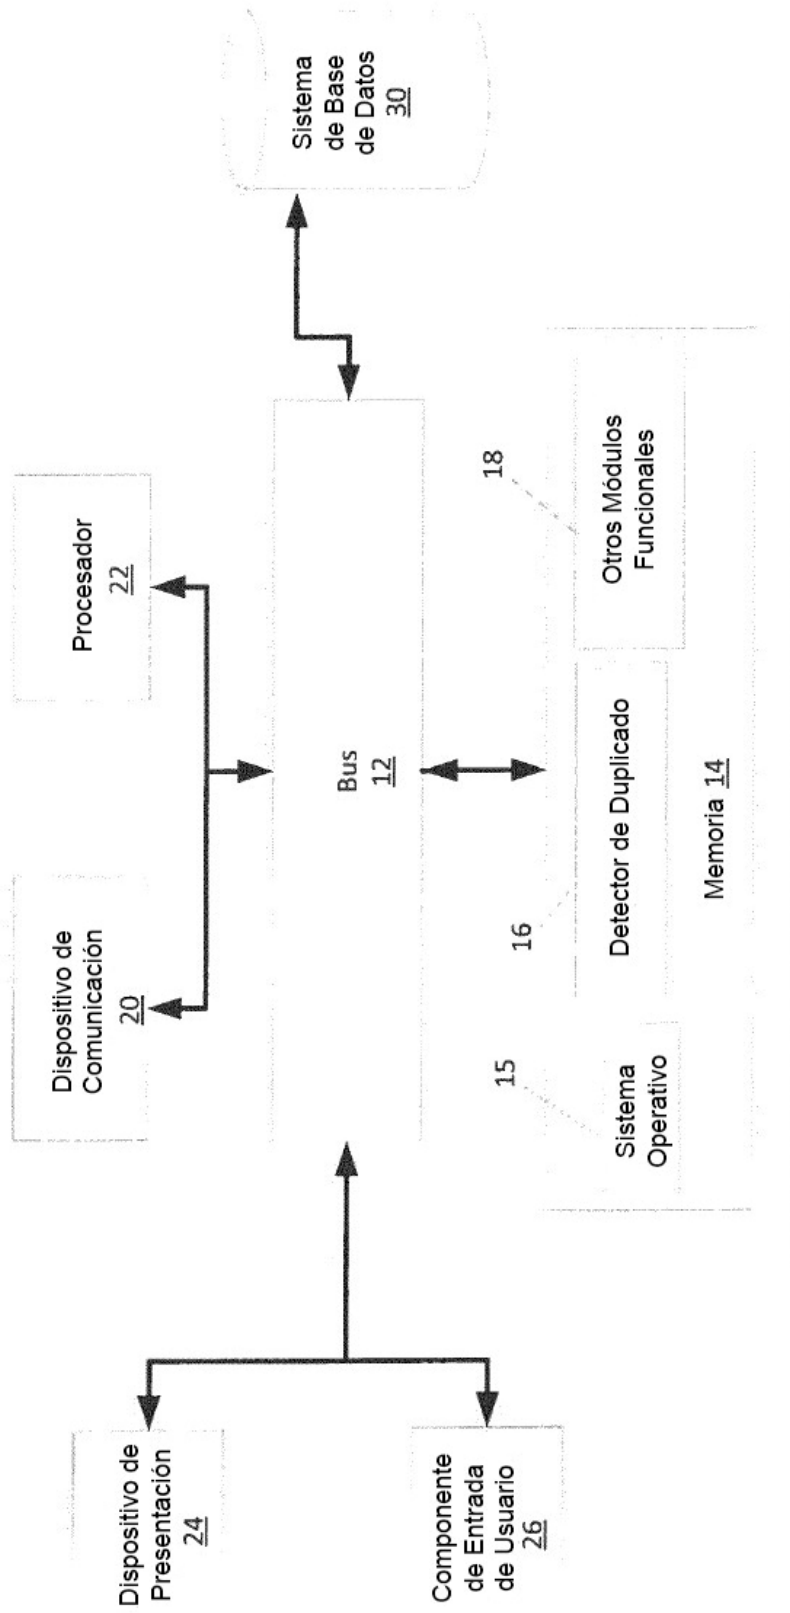 Dispositivo de
Comunicación
20
Procesador
22
Dispositivo de
Presentación
24
Bus
12
Sistema
de Base
de Datos
30
Componente
de Entrada
de Usuario
26
15
16
18
Sistema
Operativo
Detector de Duplicado
Otros Módulos
Funcionales
Memoria 14